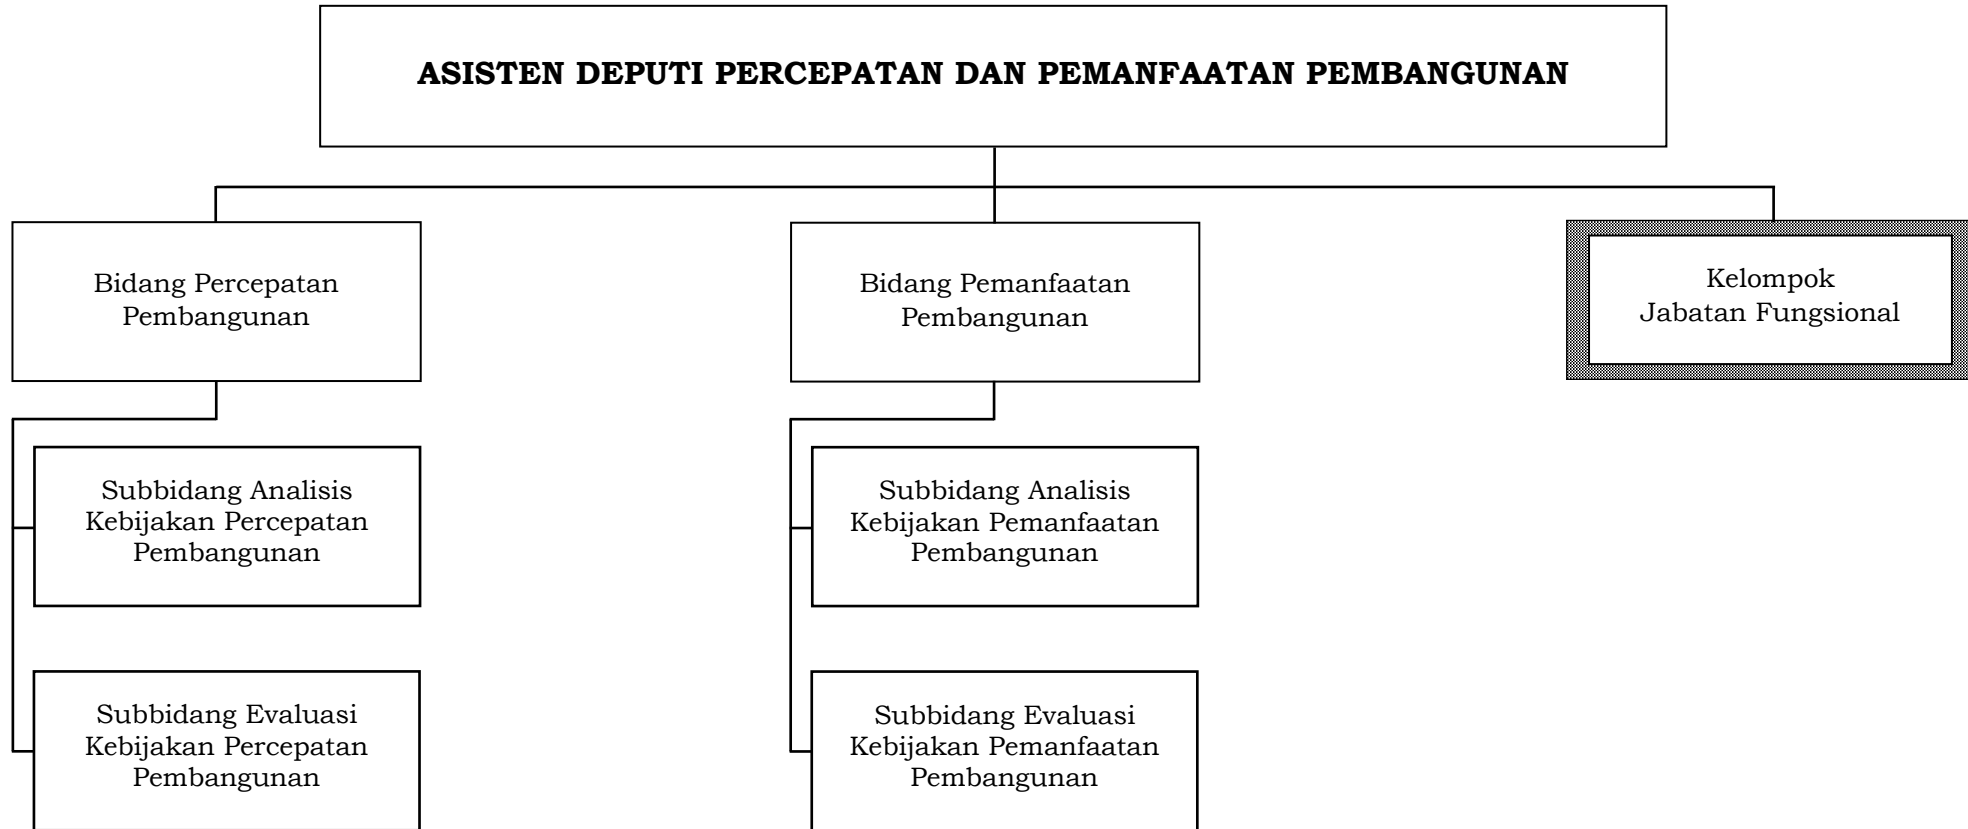 ASISTEN DEPUTI PERCEPATAN DAN PEMANFAATAN PEMBANGUNAN
Bidang Percepatan
Pembangunan
Bidang Pemanfaatan
Pembangunan
Kelompok
Jabatan Fungsional
Subbidang Analisis
Kebijakan Percepatan
Pembangunan
Subbidang Analisis
Kebijakan Pemanfaatan
Pembangunan
Subbidang Evaluasi
Kebijakan Percepatan
Pembangunan
Subbidang Evaluasi
Kebijakan Pemanfaatan
Pembangunan